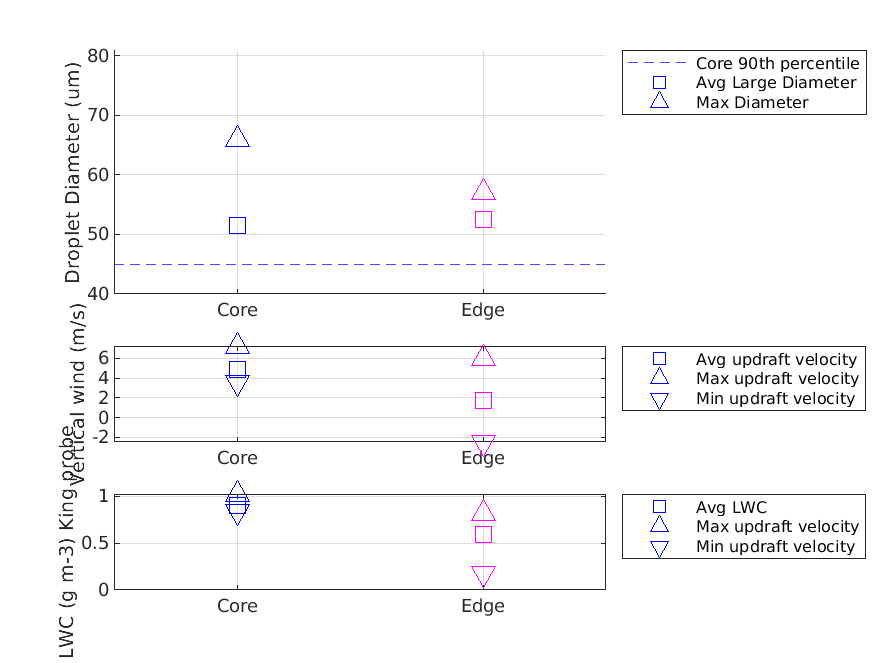 Droplet Diameter (um)
80
70
60
50
40
Core
Edge
Core 90th percentile
Avg Large Diameter
Max Diameter
Vertical wind (m/s)
6
4
2
0
-2
Core
Edge
Avg updraft velocity
Max updraft velocity
Min updraft velocity
LWC (g m-3) King probe
1
0.5
0
Core
Edge
Avg LWC
Max updraft velocity
Min updraft velocity